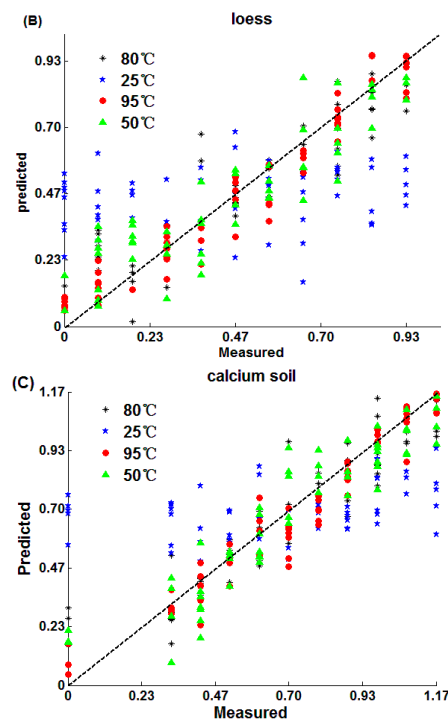 (B)
loess
80℃
25℃
95℃
50℃
predicted
0.93
0.70
0.47
0.23
0
0 0.23 0.47 0.70 0.93
Measured
(C)
calcium soil
80℃
25℃
95℃
50℃
Predicted
1.17
0.93
0.70
0.47
0.23
0
0 0.23 0.47 0.70 0.93 1.17
Measured